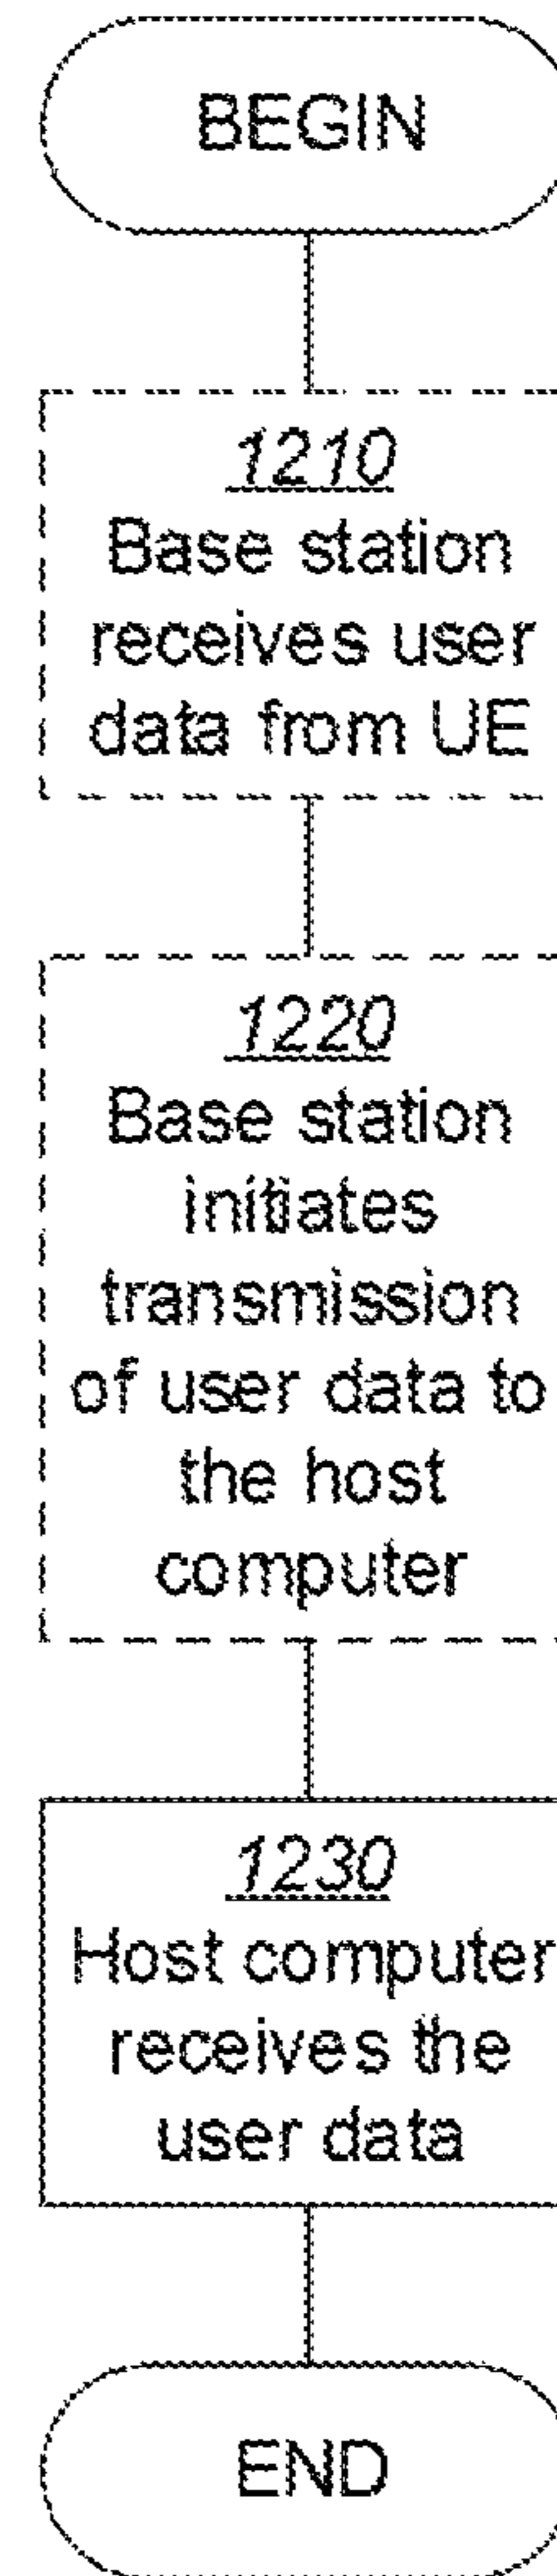 BEGIN
1210
Base station
receives user
data from UE
1220
Base station
initiates
transmission
of user data to
the host
computer
1230
Host computer
receives the
user data
END